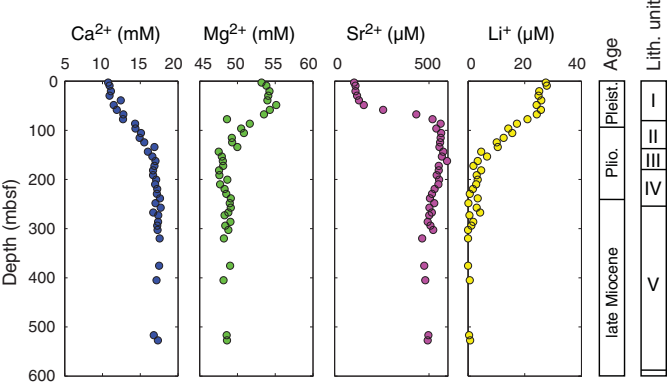 Ca²⁺ (mM) Mg²⁺ (mM) Sr²⁺ (µM) Li⁺ (µM) Age Lith. unit
5 10 15 20 45 50 55 60 0 500 0 20 40
0
100
200
300
400
500
600
Depth (mbsf)
Pleist.
Plio.
late Miocene
I
II
III
IV
V